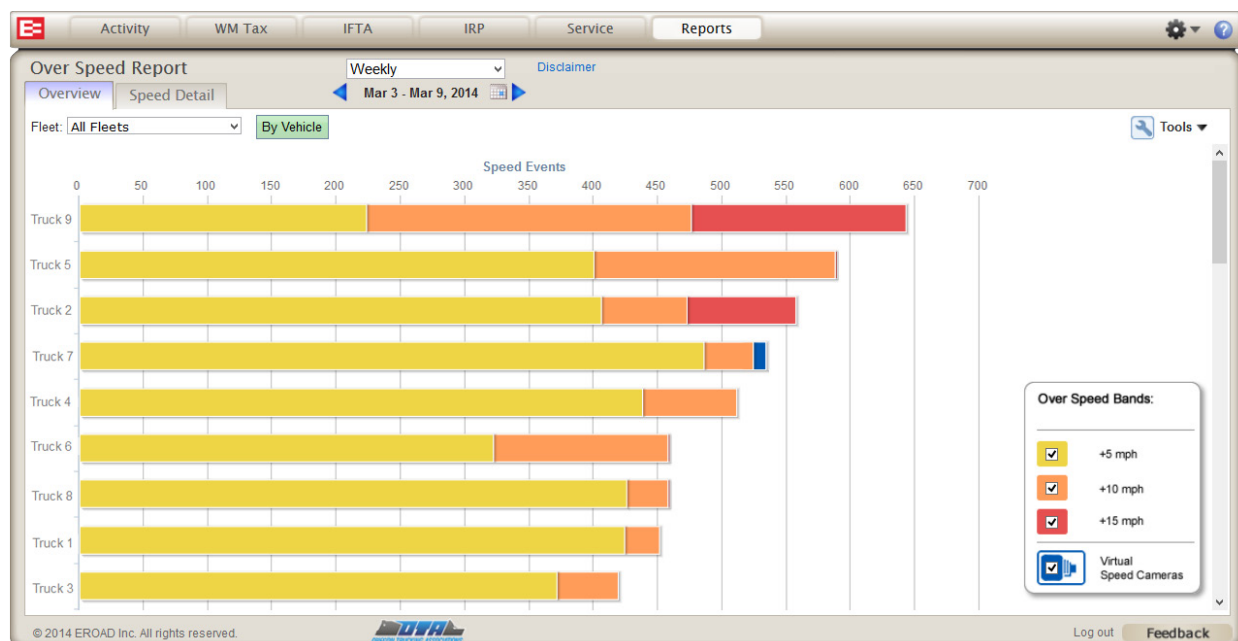 Activity WM Tax IFTA IRP Service Reports
Over Speed Report Weekly Disclaimer
Overview Speed Detail Mar 3 - Mar 9, 2014
Fleet: All Fleets By Vehicle Tools
Speed Events
0 50 100 150 200 250 300 350 400 450 500 550 600 650 700
Truck 9
Truck 5
Truck 2
Truck 7
Truck 4
Truck 6
Truck 8
Truck 1
Truck 3
Over Speed Bands:
+5 mph
+10 mph
+15 mph
Virtual
Speed Cameras
© 2014 EROAD Inc. All rights reserved. Log out Feedback